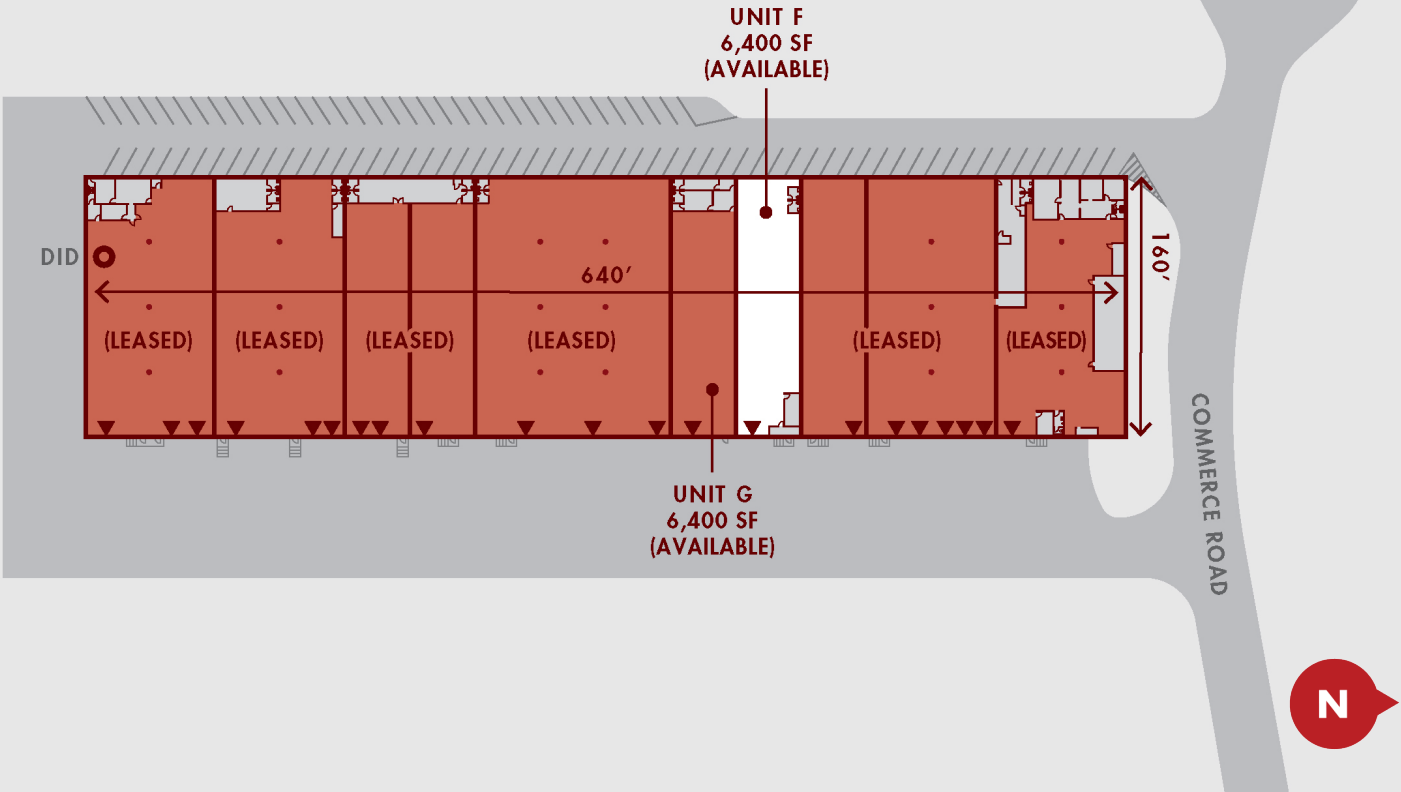 UNIT F
6,400 SF
(AVAILABLE)
DID
640′
160′
(LEASED)
(LEASED)
(LEASED)
(LEASED)
(LEASED)
(LEASED)
UNIT G
6,400 SF
(AVAILABLE)
COMMERCE ROAD
N